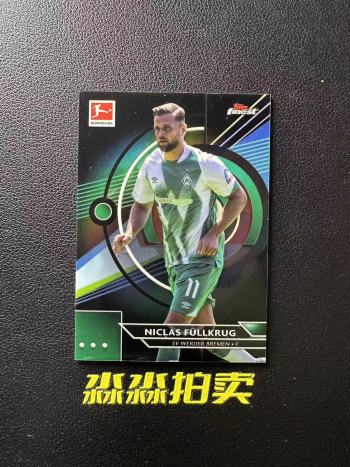 BUNDESLIGA
Topps
finest
11
NICLAS FÜLLKRUG
SV WERDER BREMEN • F
淼淼拍卖